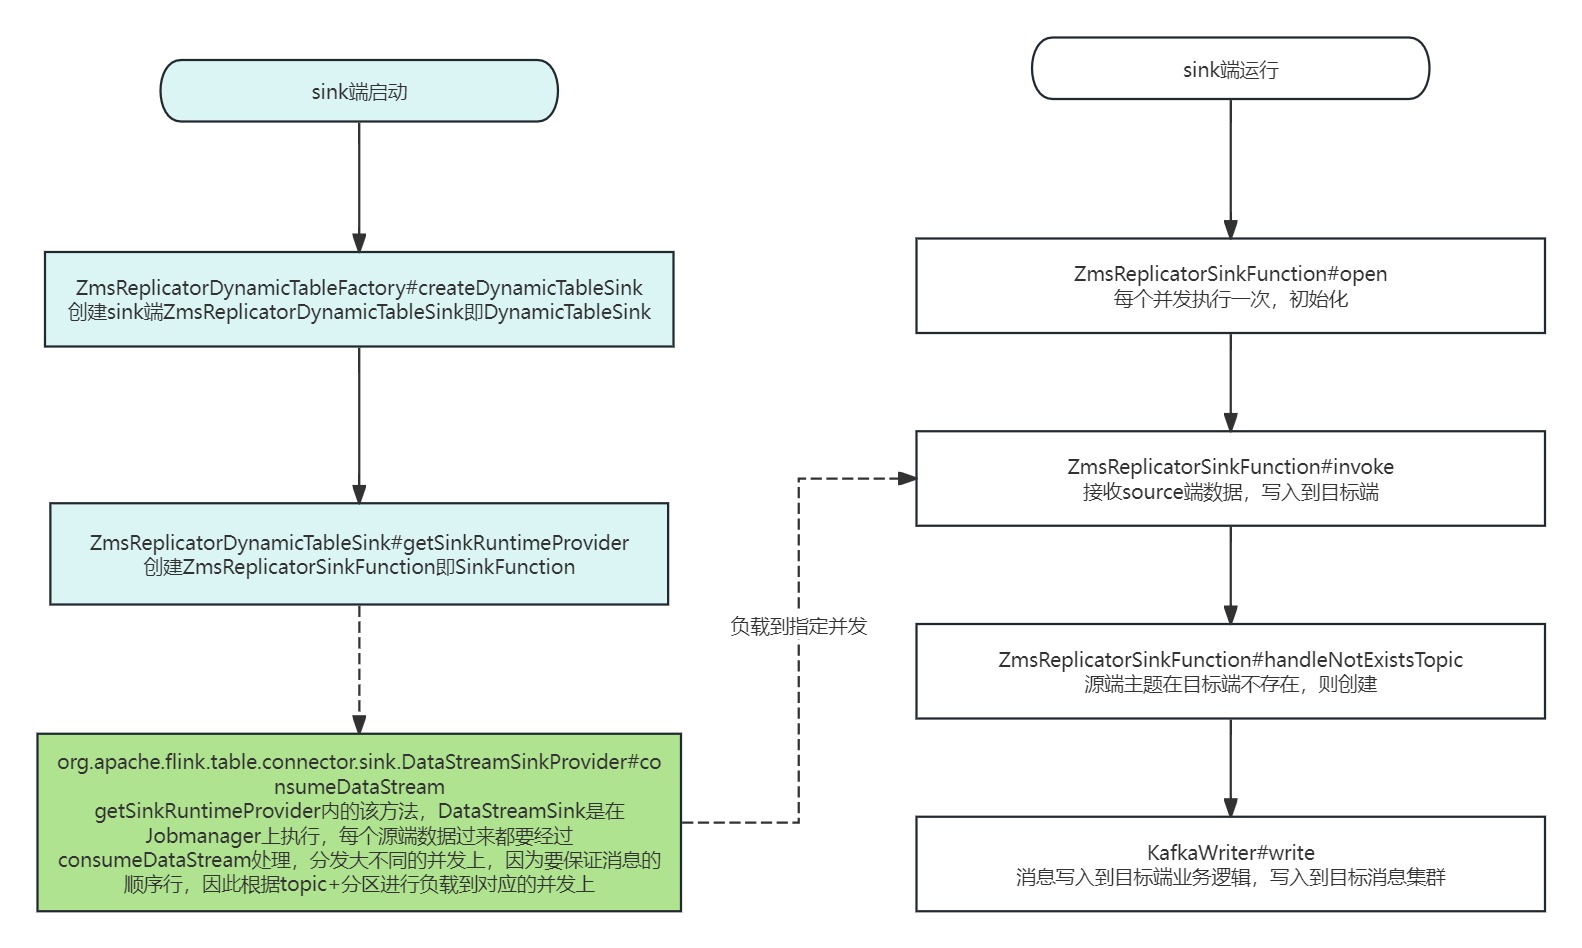 sink端启动
ZmsReplicatorDynamicTableFactory#createDynamicTableSink
创建sink端ZmsReplicatorDynamicTableSink即DynamicTableSink
ZmsReplicatorDynamicTableSink#getSinkRuntimeProvider
创建ZmsReplicatorSinkFunction即SinkFunction
org.apache.flink.table.connector.sink.DataStreamSinkProvider#co
nsumeDataStream
getSinkRuntimeProvider内的该方法，DataStreamSink是在
Jobmanager上执行，每个源端数据过来都要经过
consumeDataStream处理，分发大不同的并发上，因为要保证消息的
顺序行，因此根据topic+分区进行负载到对应的并发上
负载到指定并发
sink端运行
ZmsReplicatorSinkFunction#open
每个并发执行一次，初始化
ZmsReplicatorSinkFunction#invoke
接收source端数据，写入到目标端
ZmsReplicatorSinkFunction#handleNotExistsTopic
源端主题在目标端不存在，则创建
KafkaWriter#write
消息写入到目标端业务逻辑，写入到目标消息集群